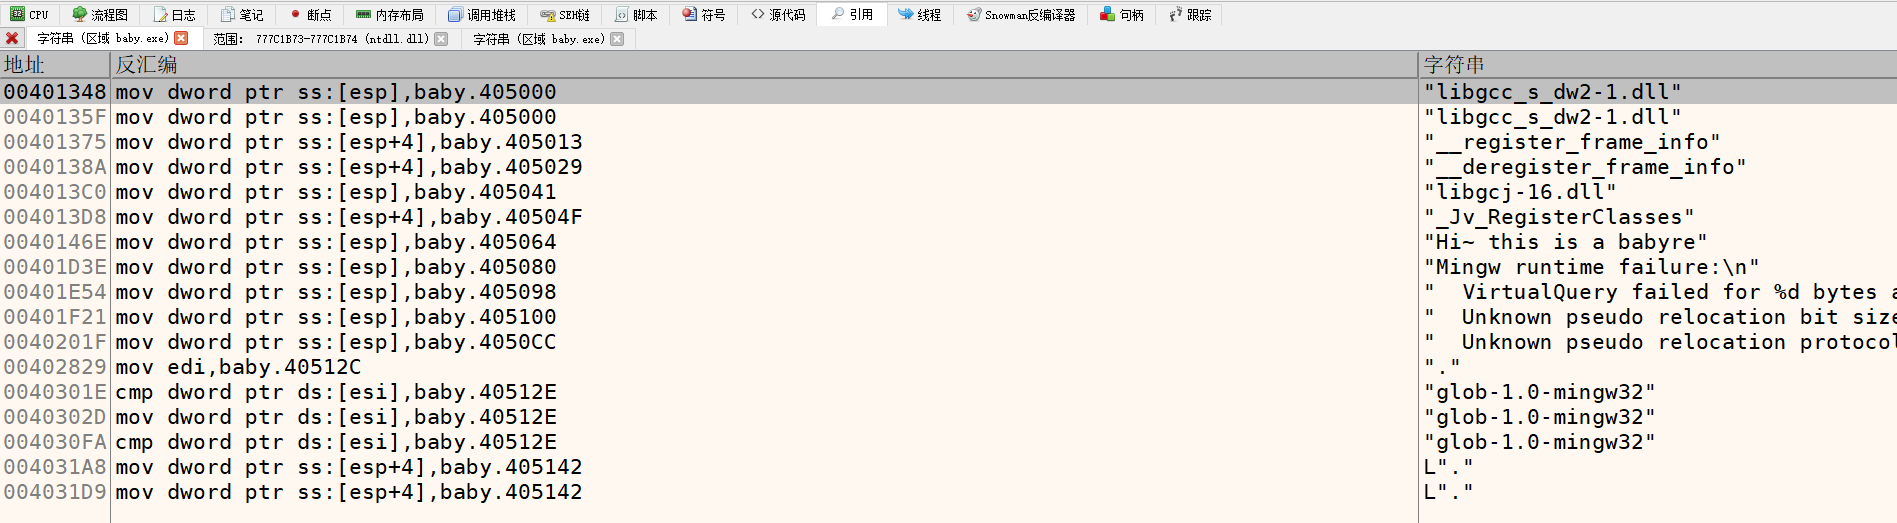 CPU 流程图 日志 笔记 断点 内存布局 调用堆栈 SEH链 脚本 符号 源代码 引用 线程 Snowman反编译器 句柄 跟踪
字符串 (区域 baby.exe) 范围: 777C1B73-777C1B74 (ntdll.dll) 字符串 (区域 baby.exe)
地址 反汇编 字符串
00401348 mov dword ptr ss:[esp],baby.405000 "libgcc_s_dw2-1.dll"
0040135F mov dword ptr ss:[esp],baby.405000 "libgcc_s_dw2-1.dll"
00401375 mov dword ptr ss:[esp+4],baby.405013 "__register_frame_info"
0040138A mov dword ptr ss:[esp+4],baby.405029 "__deregister_frame_info"
004013C0 mov dword ptr ss:[esp],baby.405041 "libgcj-16.dll"
004013D8 mov dword ptr ss:[esp+4],baby.40504F "_Jv_RegisterClasses"
0040146E mov dword ptr ss:[esp],baby.405064 "Hi~ this is a babyre"
00401D3E mov dword ptr ss:[esp],baby.405080 "Mingw runtime failure:\n"
00401E54 mov dword ptr ss:[esp],baby.405098 "  VirtualQuery failed for %d bytes a
00401F21 mov dword ptr ss:[esp],baby.405100 "  Unknown pseudo relocation bit size
0040201F mov dword ptr ss:[esp],baby.4050CC "  Unknown pseudo relocation protocol
00402829 mov edi,baby.40512C "."
0040301E cmp dword ptr ds:[esi],baby.40512E "glob-1.0-mingw32"
0040302D mov dword ptr ds:[esi],baby.40512E "glob-1.0-mingw32"
004030FA cmp dword ptr ds:[esi],baby.40512E "glob-1.0-mingw32"
004031A8 mov dword ptr ss:[esp+4],baby.405142 L"."
004031D9 mov dword ptr ss:[esp+4],baby.405142 L"."